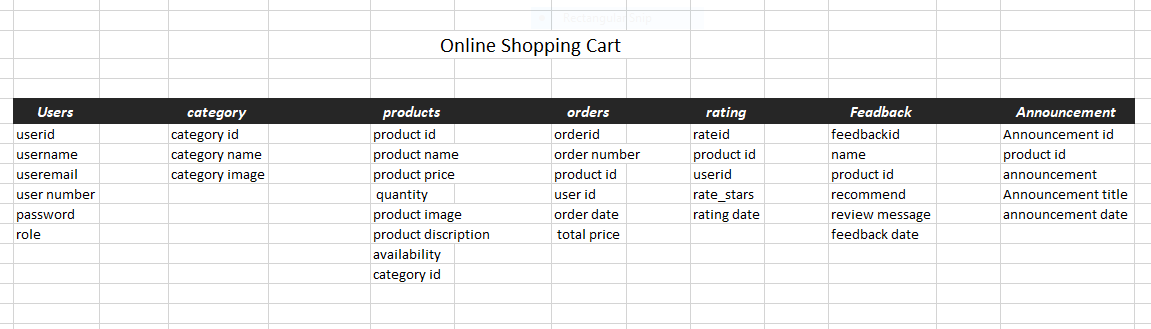 Rectangular Snip
Online Shopping Cart
Users category products orders rating Feadback Announcement
userid category id product id orderid rateid feedbackid Announcement id
username category name product name order number product id name product id
useremail category image product price product id userid product id announcement
user number quantity user id rate_stars recommend Announcement title
password product image order date rating date review message announcement date
role product discription total price feedback date
availability
category id